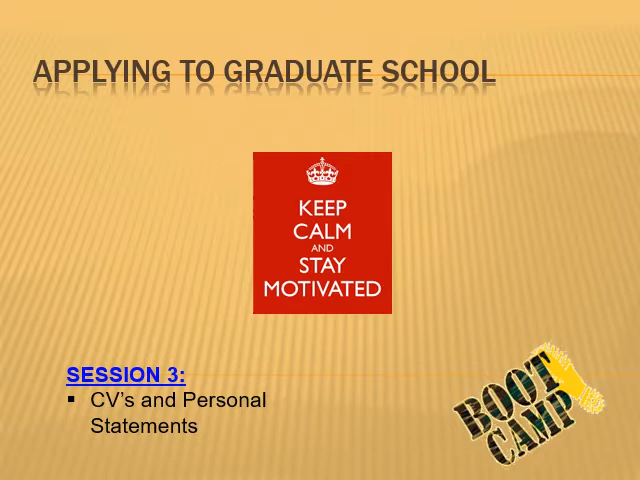 APPLYING TO GRADUATE SCHOOL
KEEP
CALM
AND
STAY
MOTIVATED
SESSION 3:
▪ CV’s and Personal
Statements
BOOT
CAMP